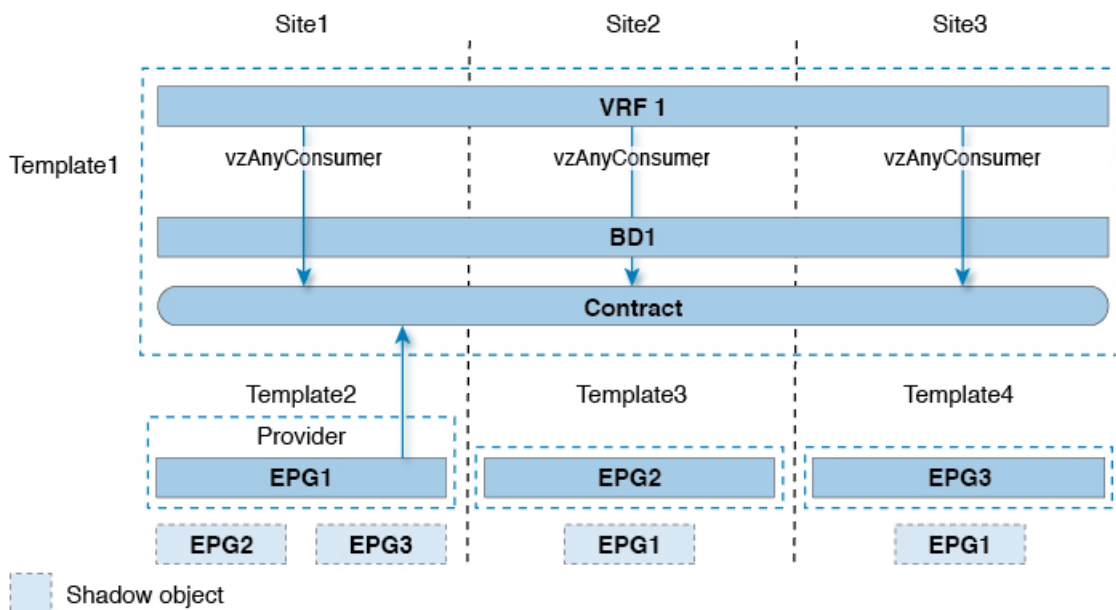 Site1 Site2 Site3
VRF 1
Template1 vzAnyConsumer vzAnyConsumer vzAnyConsumer
BD1
Contract
Template2 Template3 Template4
Provider
EPG1 EPG2 EPG3
EPG2 EPG3 EPG1 EPG1
Shadow object